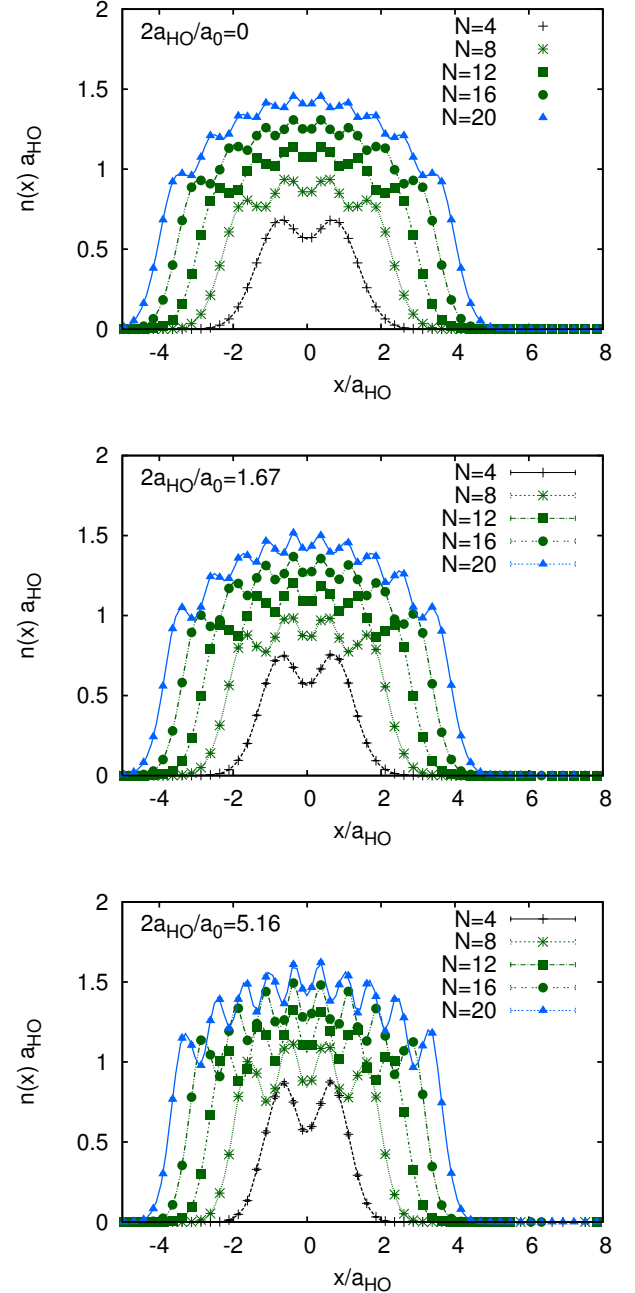 2a_HO/a_0=0
N=4
N=8
N=12
N=16
N=20
2
1.5
1
0.5
0
n(x) a_HO
-4 -2 0 2 4 6 8
x/a_HO
2a_HO/a_0=1.67
N=4
N=8
N=12
N=16
N=20
2
1.5
1
0.5
0
n(x) a_HO
-4 -2 0 2 4 6 8
x/a_HO
2a_HO/a_0=5.16
N=4
N=8
N=12
N=16
N=20
2
1.5
1
0.5
0
n(x) a_HO
-4 -2 0 2 4 6 8
x/a_HO